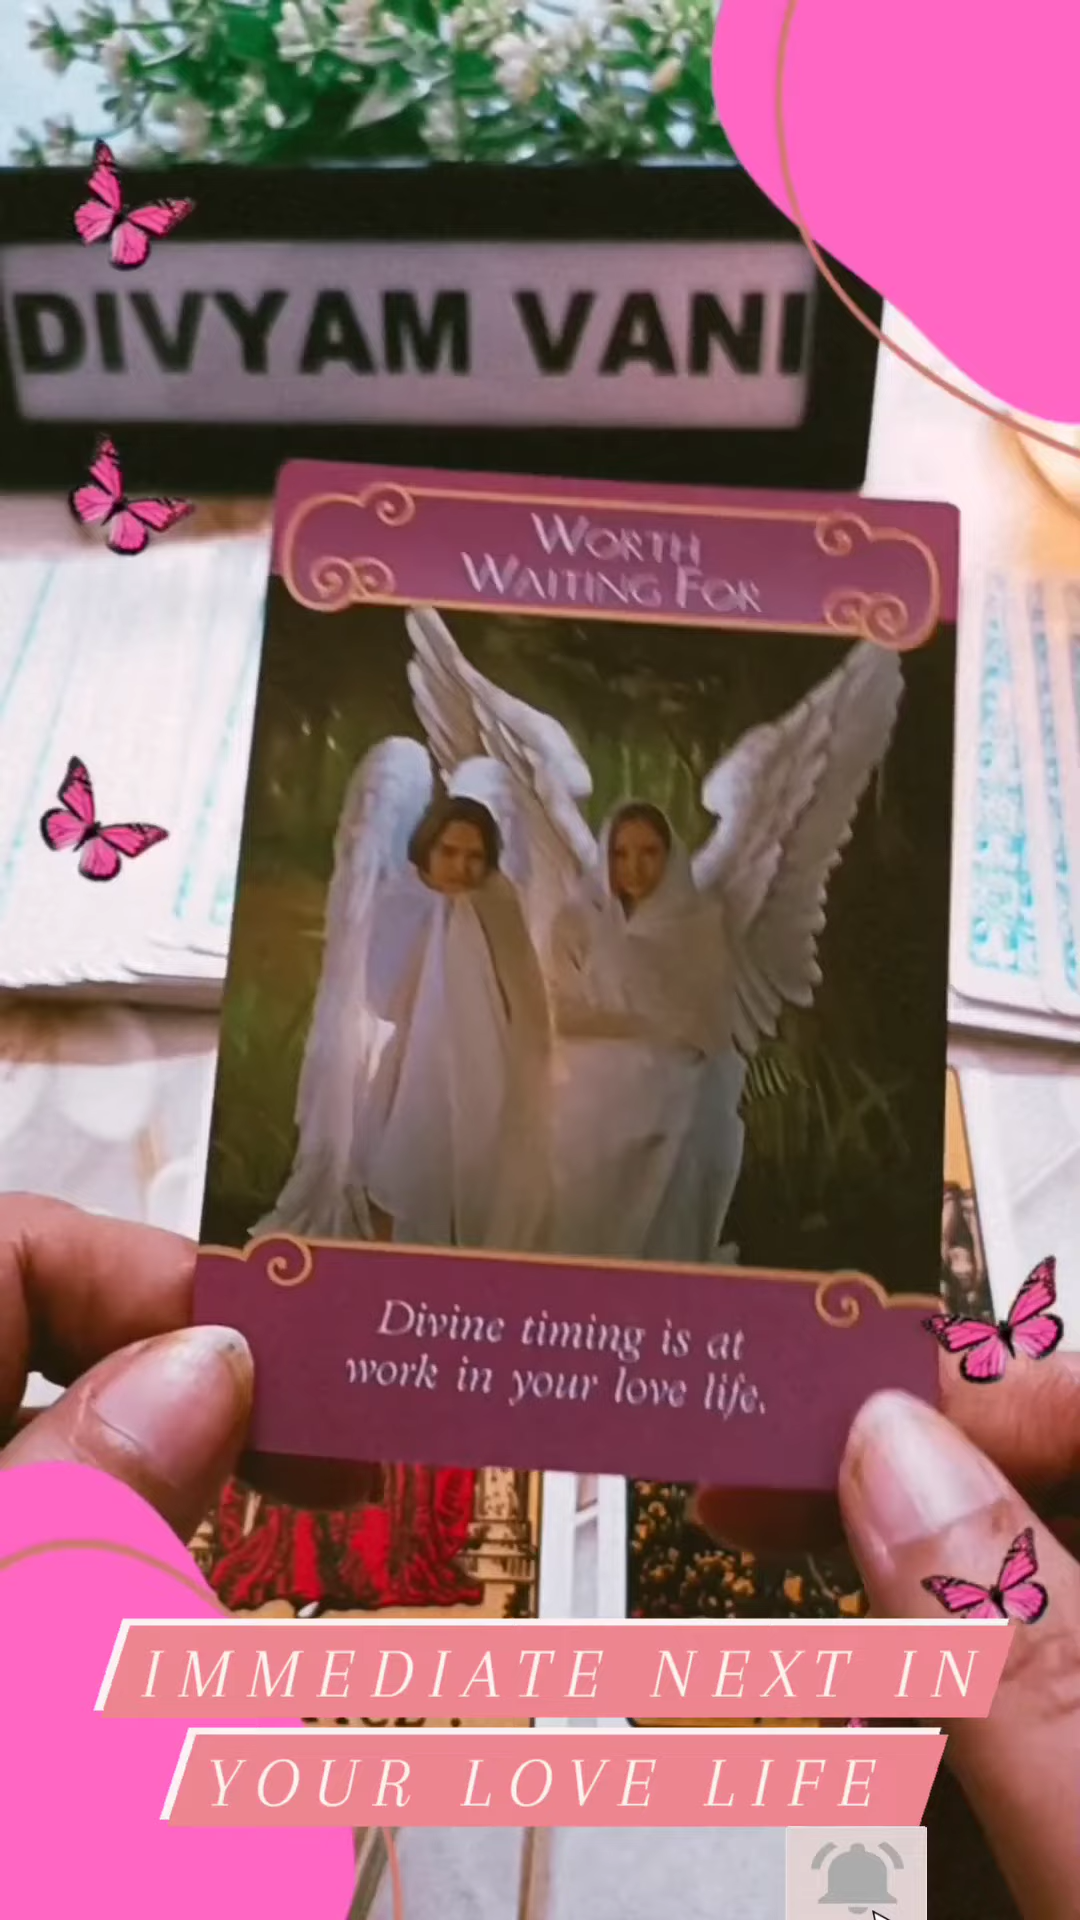 DIVYAM VANI
WORTH
WAITING FOR
Divine timing is at
work in your love life.
IMMEDIATE NEXT IN
YOUR LOVE LIFE